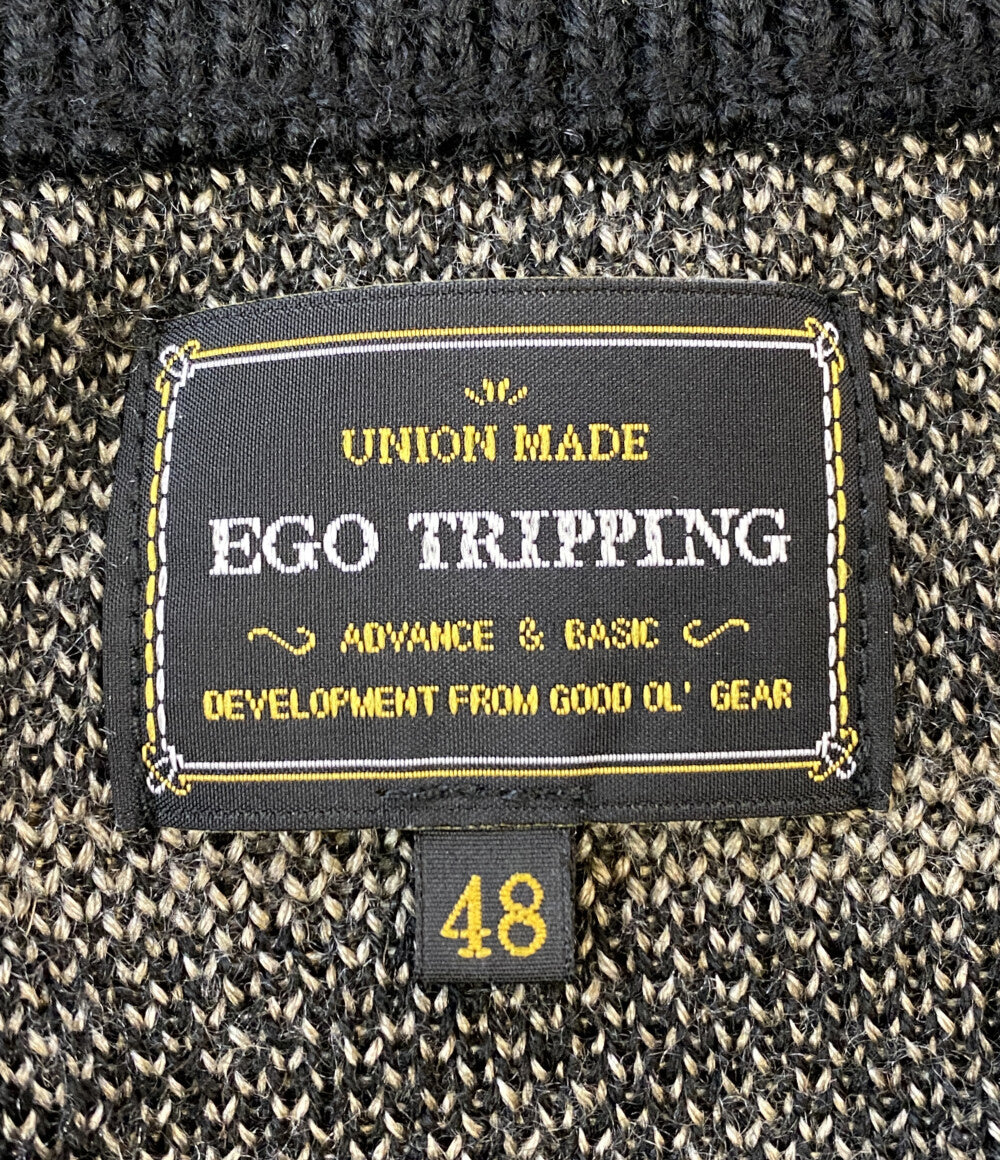 UNION MADE
EGO TRIPPING
ADVANCE & BASIC
DEVELOPMENT FROM GOOD OL' GEAR
48